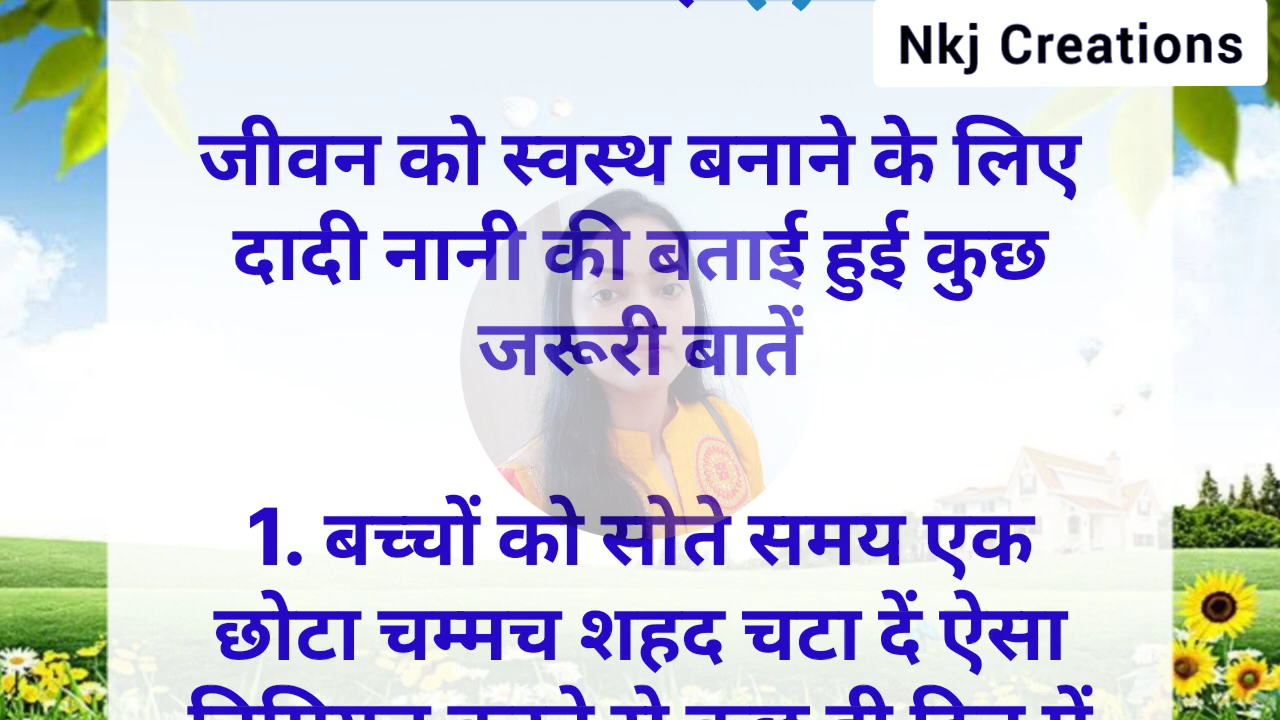 Nkj Creations
जीवन को स्वस्थ बनाने के लिए
दादी नानी की बताई हुई कुछ
जरूरी बातें
1. बच्चों को सोते समय एक
छोटा चम्मच शहद चटा दें ऐसा